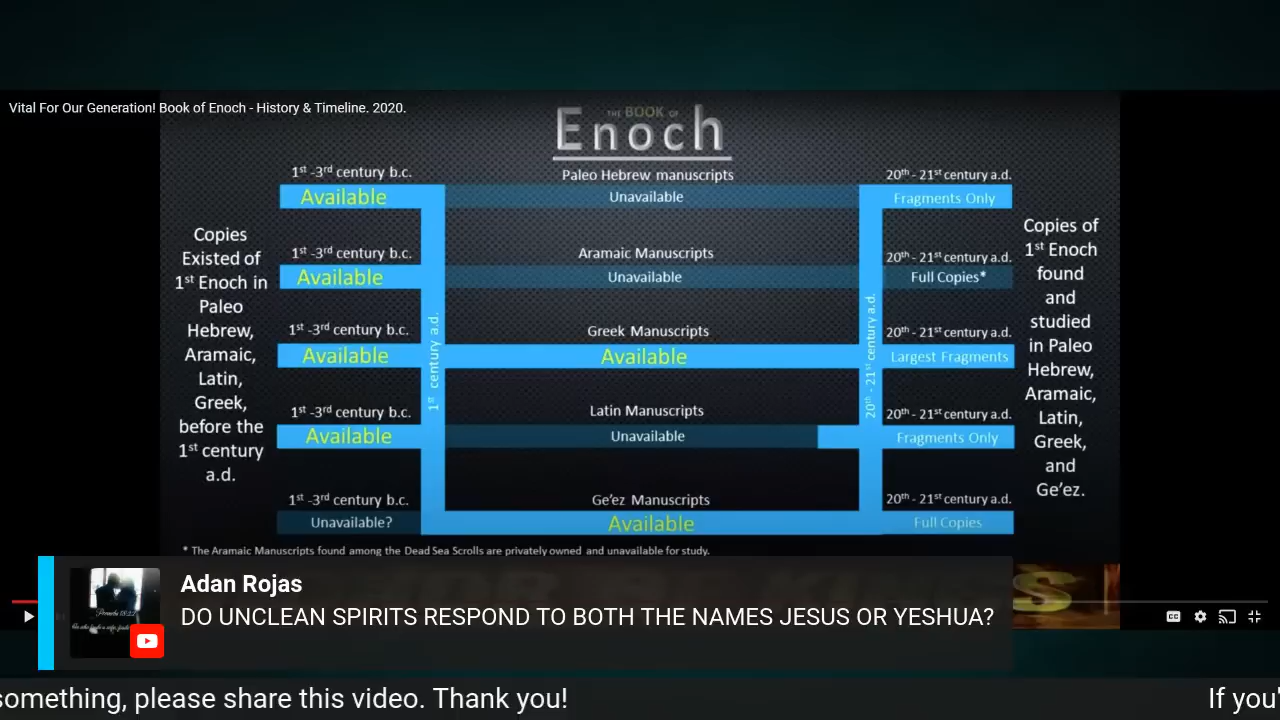 Vital For Our Generation! Book of Enoch - History & Timeline. 2020.
THE BOOK OF
Enoch
1st -3rd century b.c.
Paleo Hebrew manuscripts
20th - 21st century a.d.
Available
Unavailable
Fragments Only
Copies
Existed of
1st Enoch in
Paleo
Hebrew,
Aramaic,
Latin,
Greek,
before the
1st century
a.d.
1st -3rd century b.c.
Aramaic Manuscripts
20th - 21st century a.d.
Available
Unavailable
Full Copies*
1st century a.d.
20th - 21st century a.d.
1st -3rd century b.c.
Greek Manuscripts
20th - 21st century a.d.
Available
Available
Largest Fragments
1st -3rd century b.c.
Latin Manuscripts
20th - 21st century a.d.
Available
Unavailable
Fragments Only
1st -3rd century b.c.
Ge'ez Manuscripts
20th - 21st century a.d.
Unavailable?
Available
Full Copies
Copies of
1st Enoch
found
and
studied
in Paleo
Hebrew,
Aramaic,
Latin,
Greek,
and
Ge'ez.
* The Aramaic Manuscripts found among the Dead Sea Scrolls are privately owned and unavailable for study.
Adan Rojas
DO UNCLEAN SPIRITS RESPOND TO BOTH THE NAMES JESUS OR YESHUA?
CC
something, please share this video. Thank you!
If you'